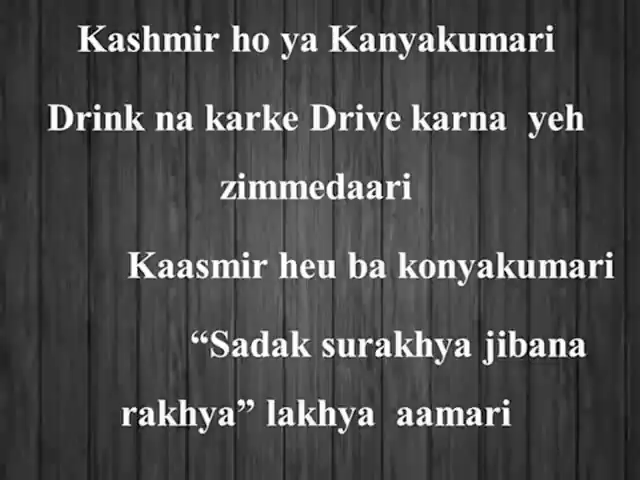 Kashmir ho ya Kanyakumari
Drink na karke Drive karna  yeh
zimmedaari
Kaasmir heu ba konyakumari
“Sadak surakhya jibana
rakhya” lakhya  aamari